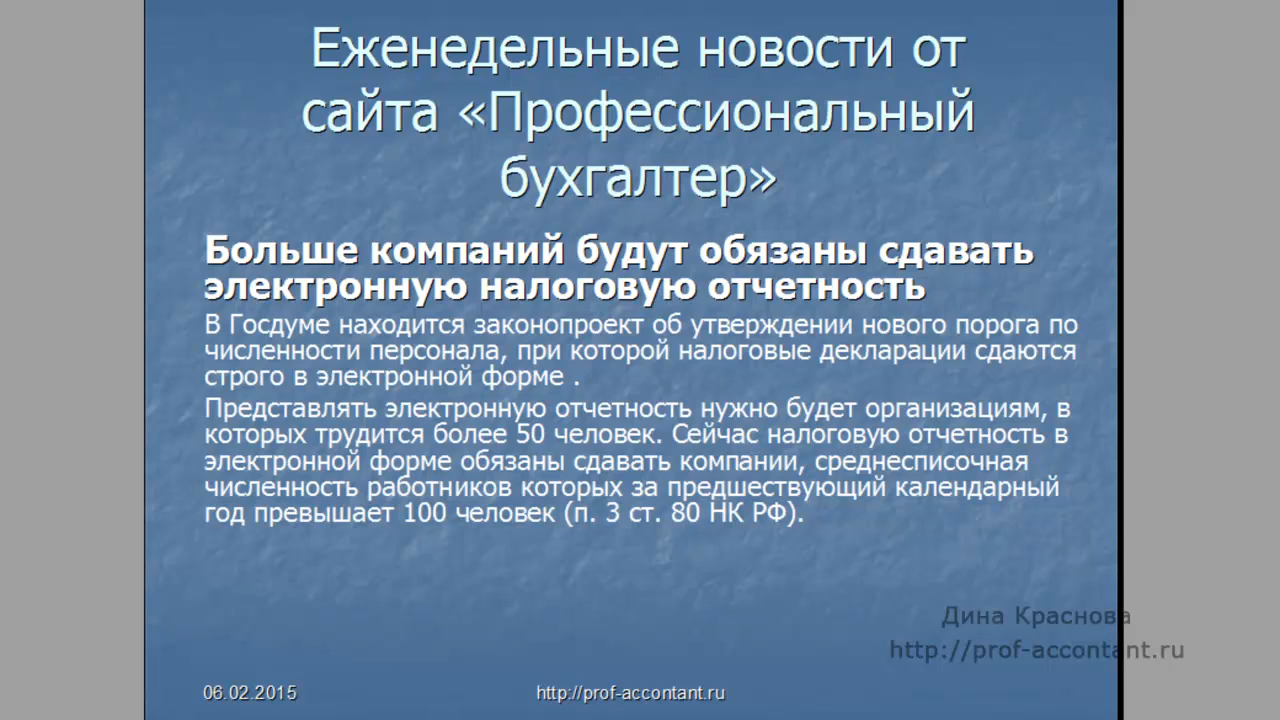 Еженедельные новости от
сайта «Профессиональный
бухгалтер»
Больше компаний будут обязаны сдавать
электронную налоговую отчетность
В Госдуме находится законопроект об утверждении нового порога по
численности персонала, при которой налоговые декларации сдаются
строго в электронной форме .
Представлять электронную отчетность нужно будет организациям, в
которых трудится более 50 человек. Сейчас налоговую отчетность в
электронной форме обязаны сдавать компании, среднесписочная
численность работников которых за предшествующий календарный
год превышает 100 человек (п. 3 ст. 80 НК РФ).
Дина Краснова
http://prof-accontant.ru
06.02.2015
http://prof-accontant.ru